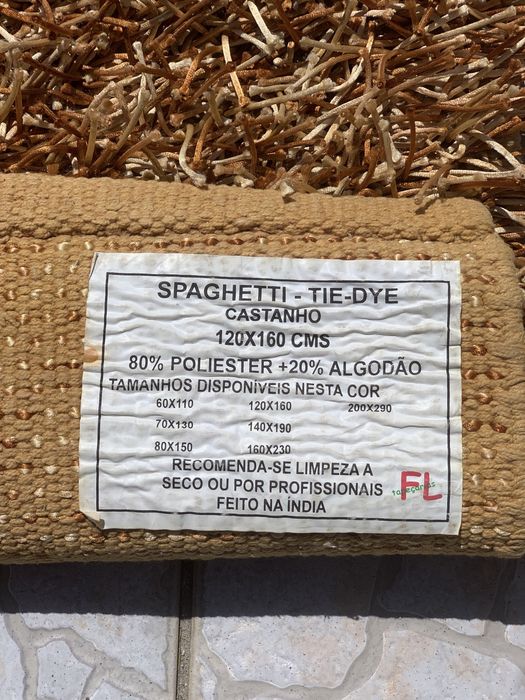 SPAGHETTI - TIE-DYE
CASTANHO
120X160 CMS
80% POLIESTER +20% ALGODÃO
TAMANHOS DISPONÍVEIS NESTA COR
60X110 120X160 200X290
70X130 140X190
80X150 160X230
RECOMENDA-SE LIMPEZA A
SECO OU POR PROFISSIONAIS
FEITO NA ÍNDIA
FL
tapeçarias